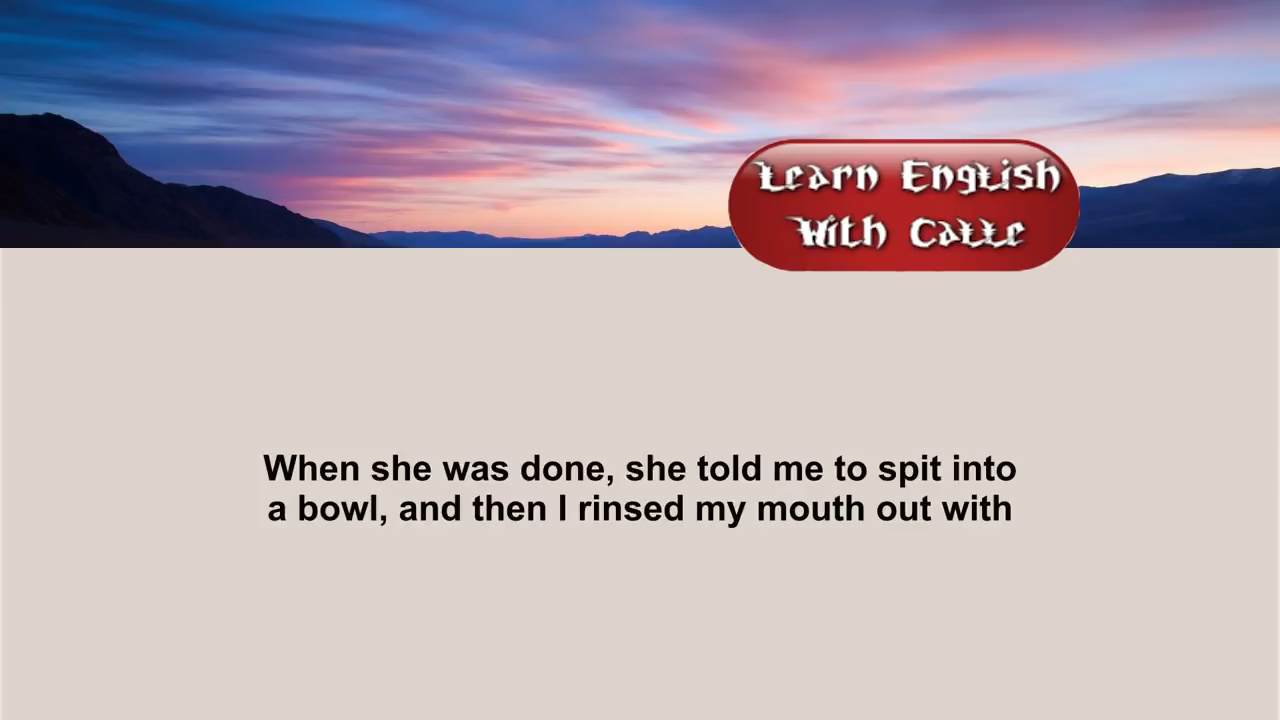 Learn English
With Calle
When she was done, she told me to spit into
a bowl, and then I rinsed my mouth out with